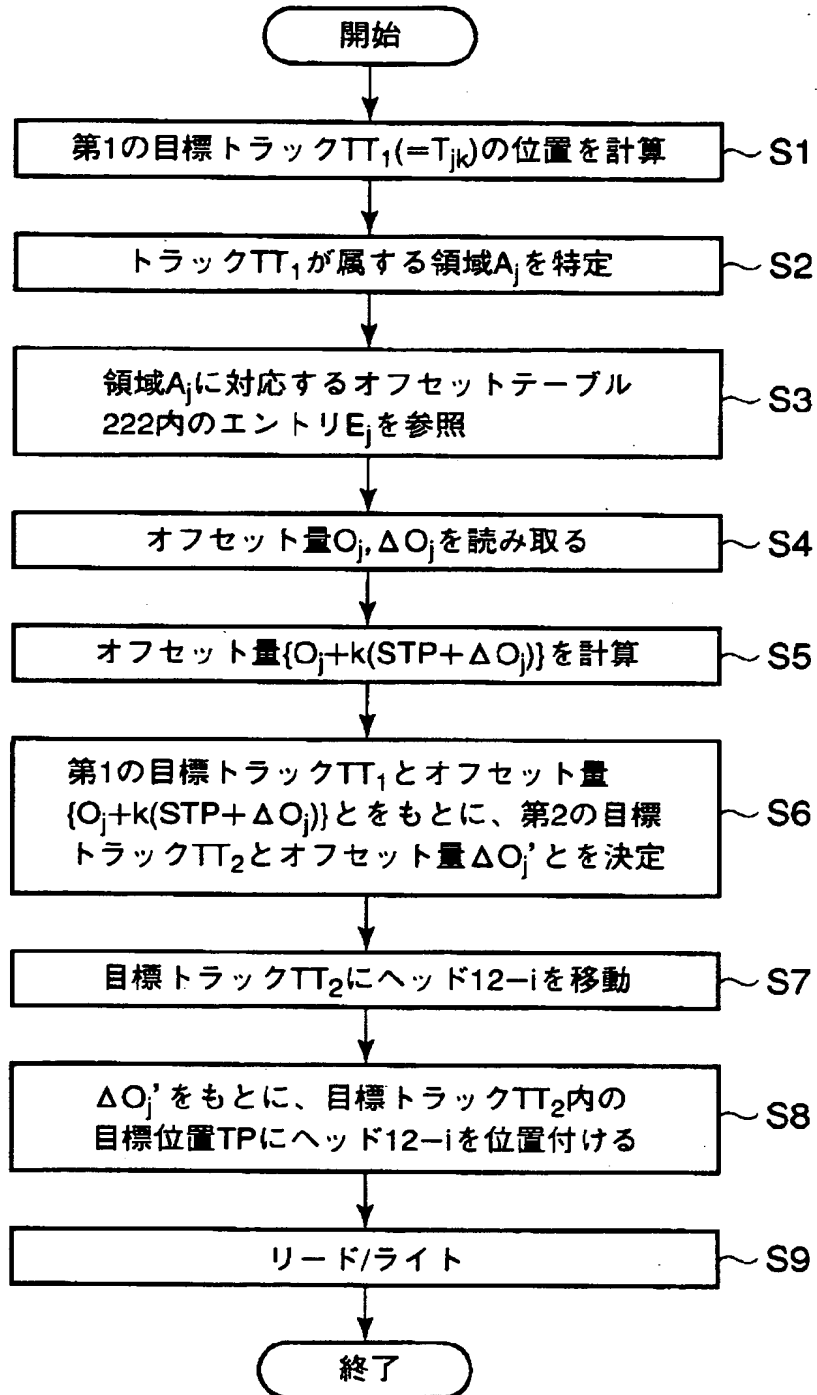 開始
第1の目標トラックTT₁(=Tjk)の位置を計算 ~S1
トラックTT₁が属する領域Ajを特定 ~S2
領域Ajに対応するオフセットテーブル
222内のエントリEjを参照 ~S3
オフセット量Oj,ΔOjを読み取る ~S4
オフセット量{Oj+k(STP+ΔOj)}を計算 ~S5
第1の目標トラックTT₁とオフセット量
{Oj+k(STP+ΔOj)}とをもとに、第2の目標 ~S6
トラックTT₂とオフセット量ΔOj'とを決定
目標トラックTT₂にヘッド12−iを移動 ~S7
ΔOj'をもとに、目標トラックTT₂内の
目標位置TPにヘッド12−iを位置付ける ~S8
リード/ライト ~S9
終了